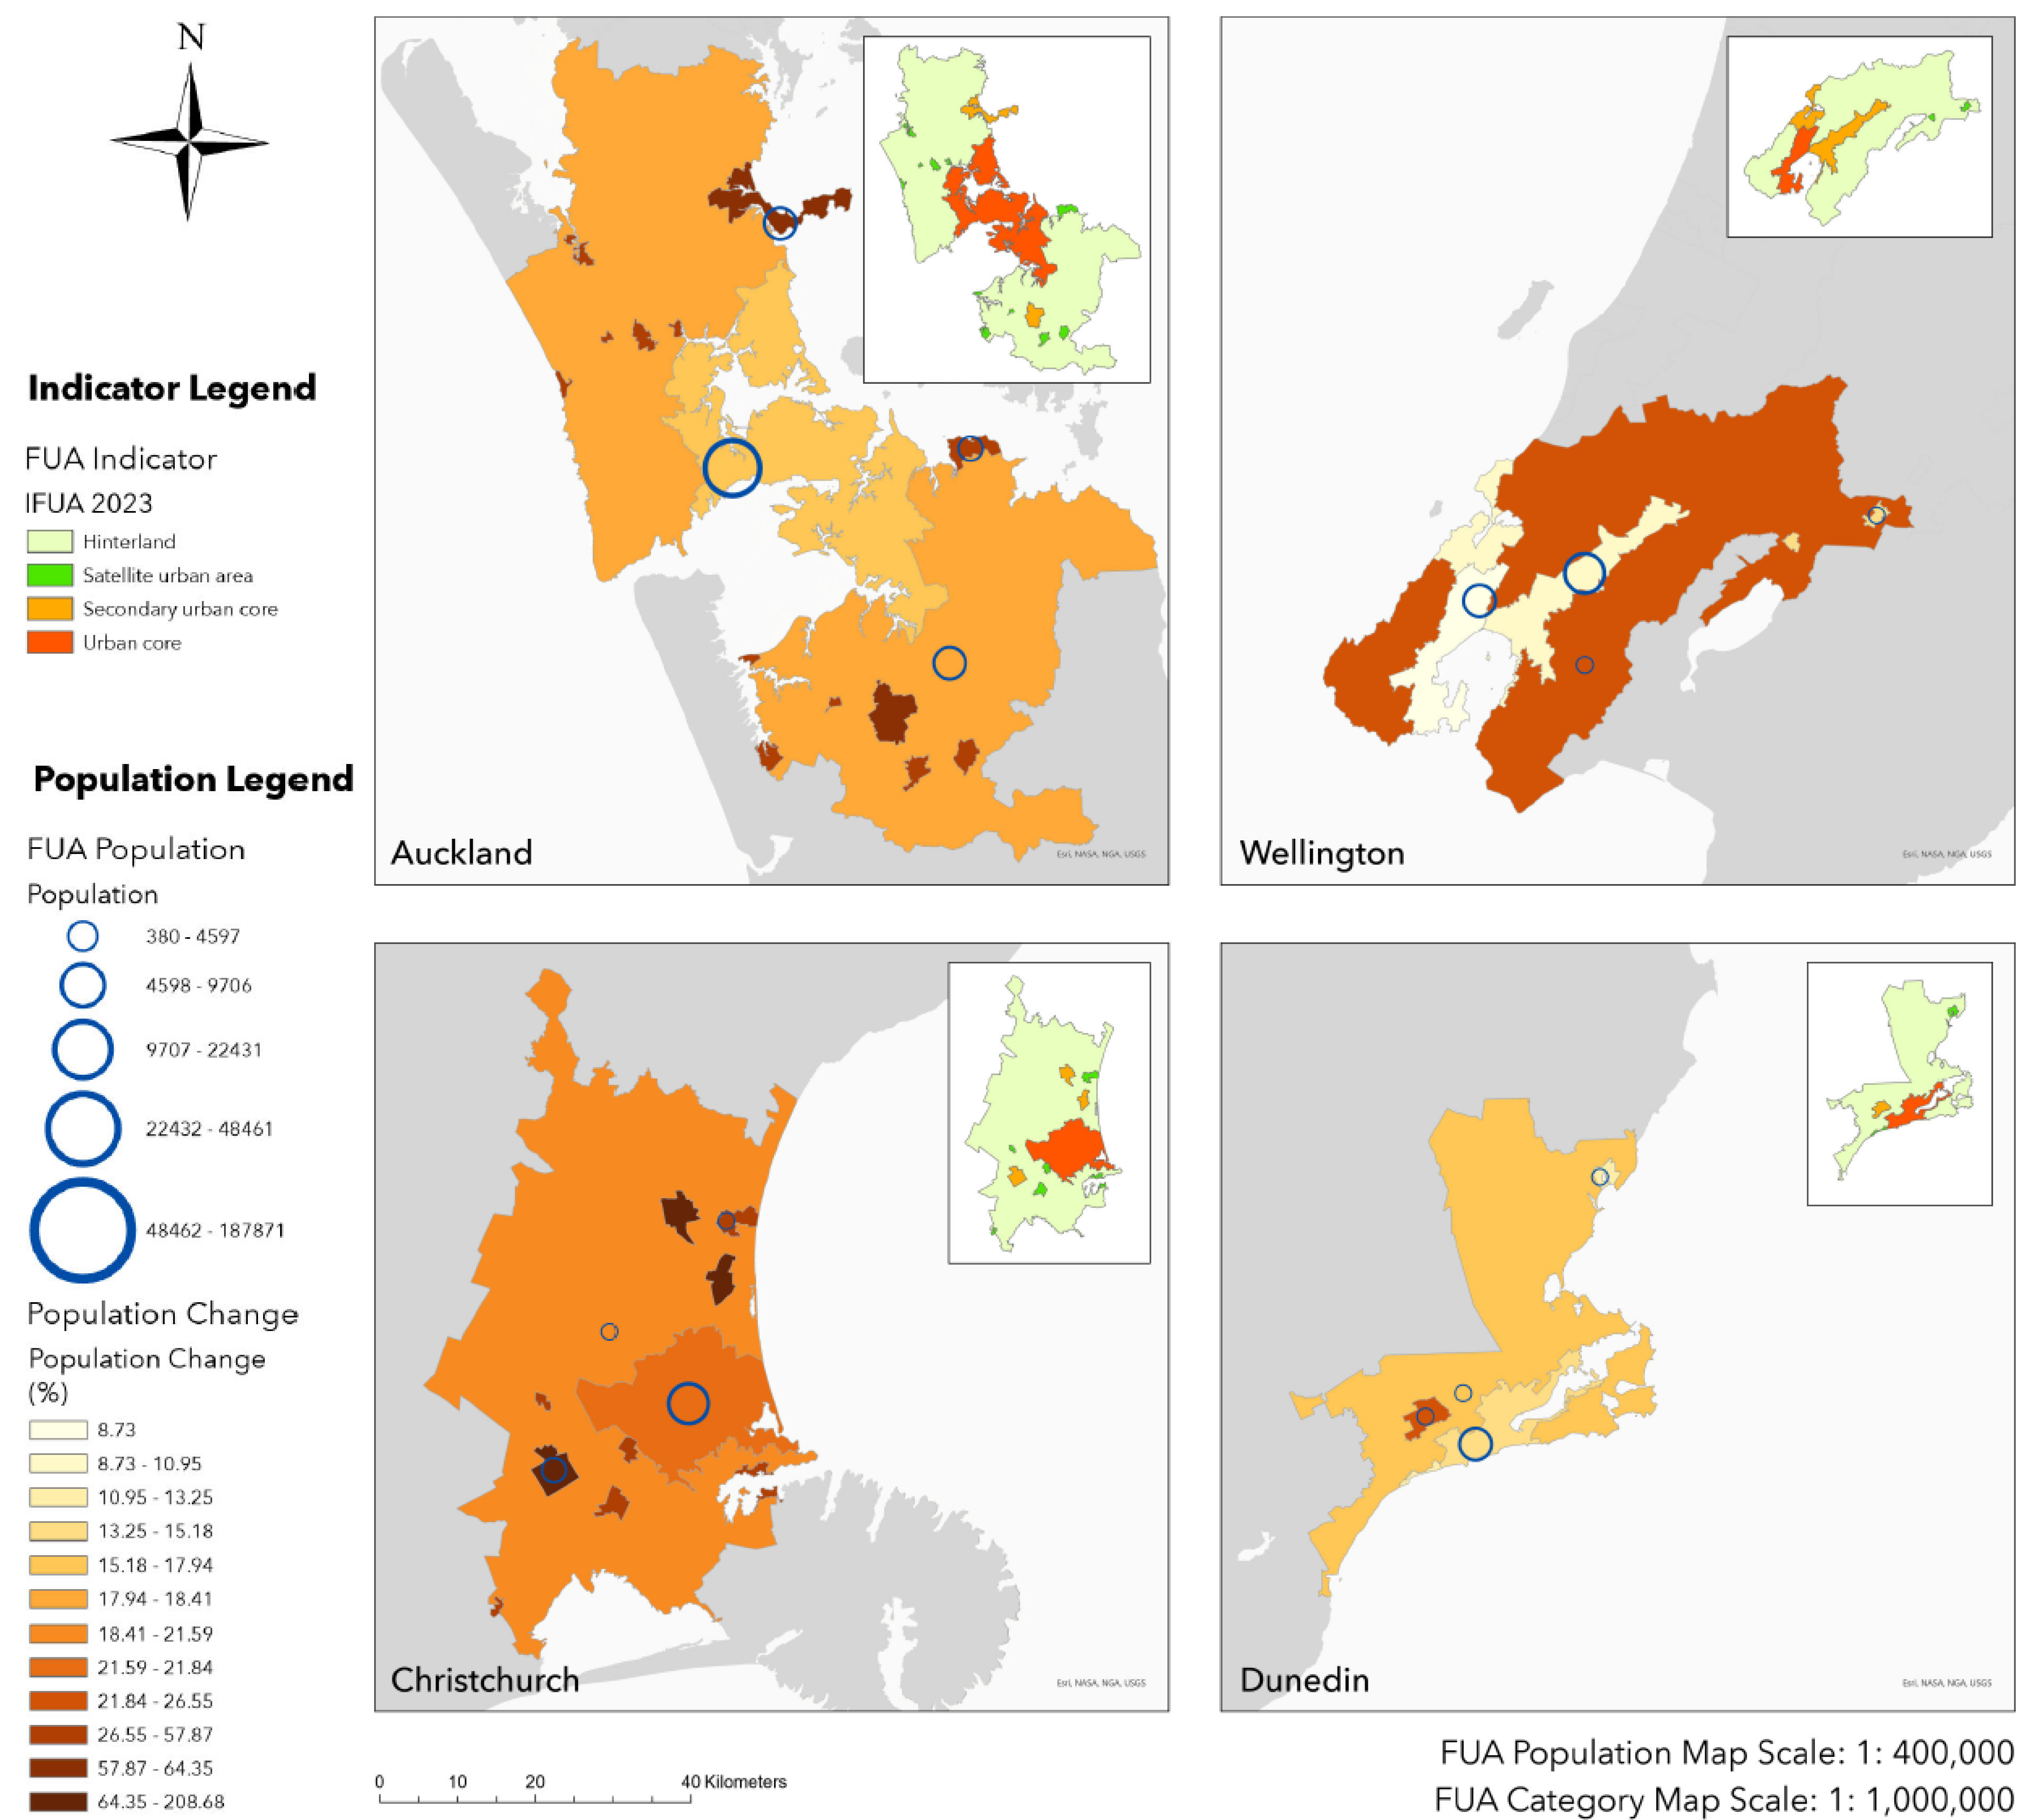 N
Indicator Legend
FUA Indicator
IFUA 2023
Hinterland
Satellite urban area
Secondary urban core
Urban core
Population Legend
FUA Population
Population
380 - 4597
4598 - 9706
9707 - 22431
22432 - 48461
48462 - 187871
Population Change
Population Change
(%)
8.73
8.73 - 10.95
10.95 - 13.25
13.25 - 15.18
15.18 - 17.94
17.94 - 18.41
18.41 - 21.59
21.59 - 21.84
21.84 - 26.55
26.55 - 57.87
57.87 - 64.35
64.35 - 208.68
Auckland
Esri, NASA, NGA, USGS
Wellington
Esri, NASA, NGA, USGS
Christchurch
Esri, NASA, NGA, USGS
Dunedin
Esri, NASA, NGA, USGS
0 10 20 40 Kilometers
FUA Population Map Scale: 1: 400,000
FUA Category Map Scale: 1: 1,000,000